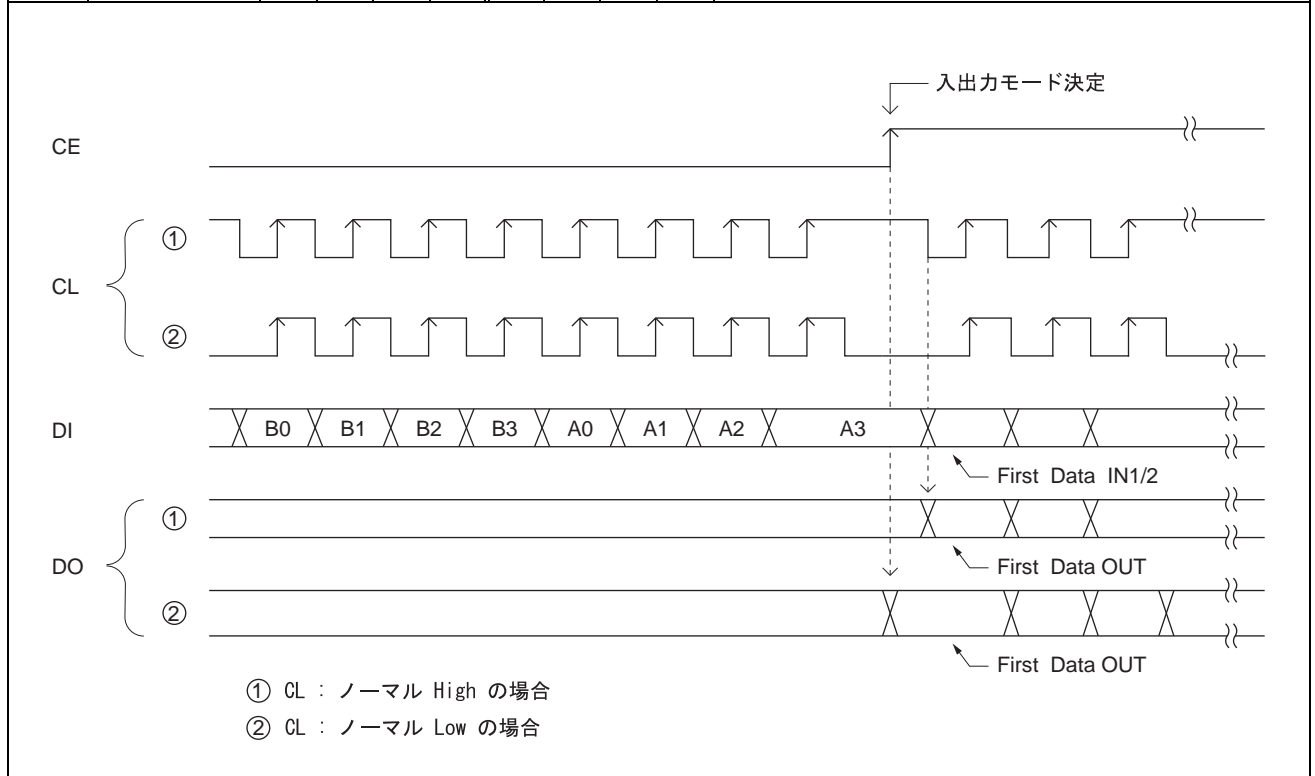 入出力モード決定
CE
①
CL
②
DI B0 B1 B2 B3 A0 A1 A2 A3
First Data IN1/2
①
DO
First Data OUT
②
First Data OUT
① CL : ノーマル High の場合
② CL : ノーマル Low の場合